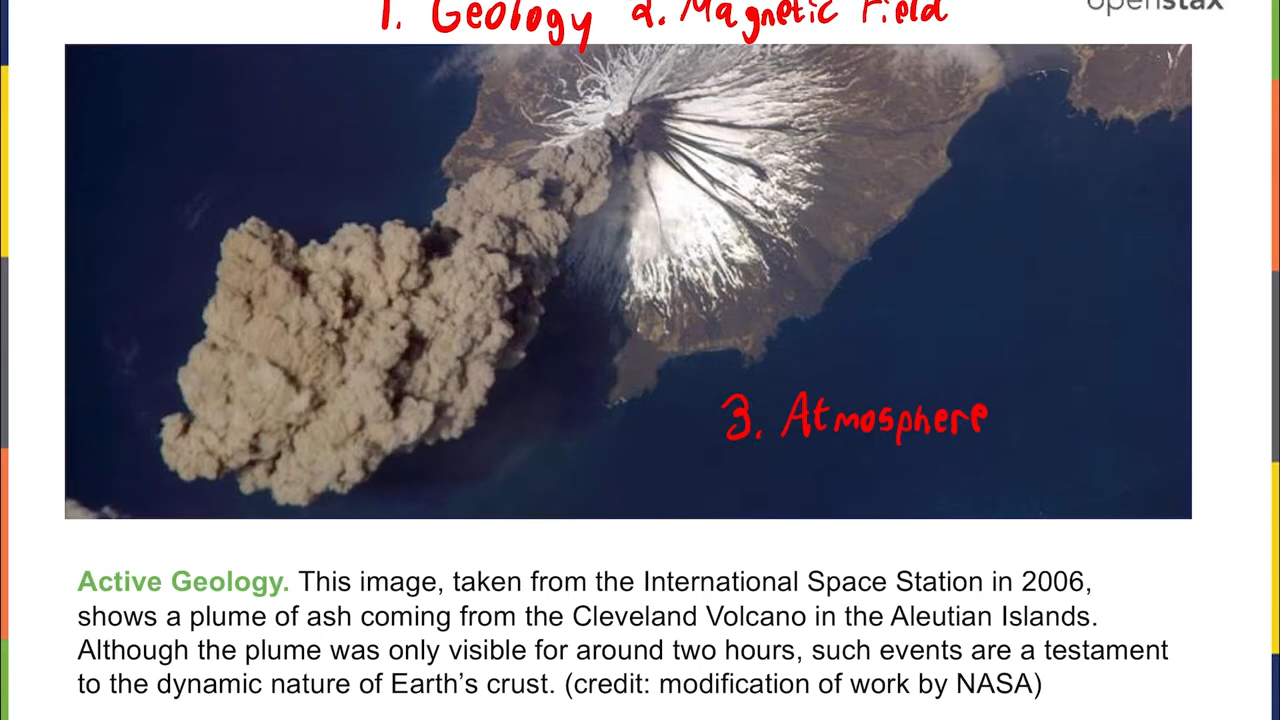 1. Geology 2. Magnetic Field
openstax
3. Atmosphere
Active Geology. This image, taken from the International Space Station in 2006,
shows a plume of ash coming from the Cleveland Volcano in the Aleutian Islands.
Although the plume was only visible for around two hours, such events are a testament
to the dynamic nature of Earth’s crust. (credit: modification of work by NASA)